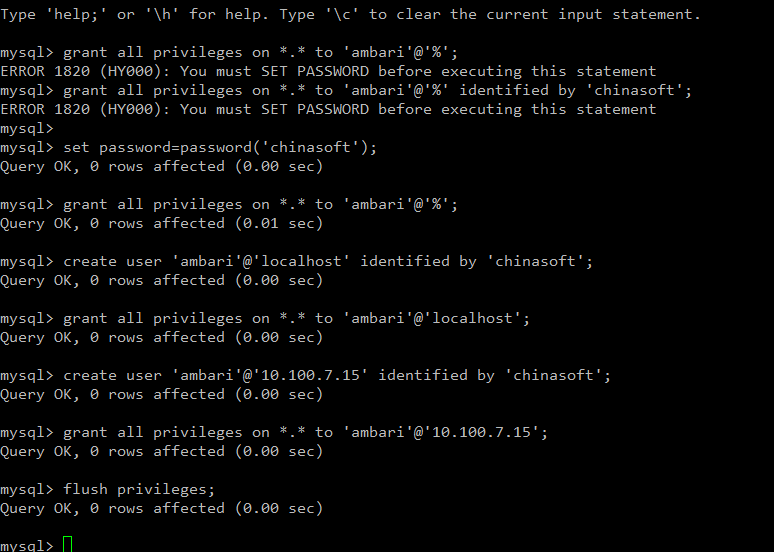 Type 'help;' or '\h' for help. Type '\c' to clear the current input statement.
mysql> grant all privileges on *.* to 'ambari'@'%';
ERROR 1820 (HY000): You must SET PASSWORD before executing this statement
mysql> grant all privileges on *.* to 'ambari'@'%' identified by 'chinasoft';
ERROR 1820 (HY000): You must SET PASSWORD before executing this statement
mysql>
mysql> set password=password('chinasoft');
Query OK, 0 rows affected (0.00 sec)
mysql> grant all privileges on *.* to 'ambari'@'%';
Query OK, 0 rows affected (0.01 sec)
mysql> create user 'ambari'@'localhost' identified by 'chinasoft';
Query OK, 0 rows affected (0.00 sec)
mysql> grant all privileges on *.* to 'ambari'@'localhost';
Query OK, 0 rows affected (0.00 sec)
mysql> create user 'ambari'@'10.100.7.15' identified by 'chinasoft';
Query OK, 0 rows affected (0.00 sec)
mysql> grant all privileges on *.* to 'ambari'@'10.100.7.15';
Query OK, 0 rows affected (0.00 sec)
mysql> flush privileges;
Query OK, 0 rows affected (0.00 sec)
mysql>